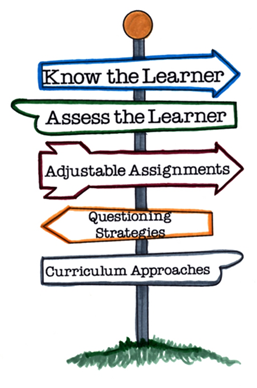 Know the Learner
Assess the Learner
Adjustable Assignments
Questioning
Strategies
Curriculum Approaches